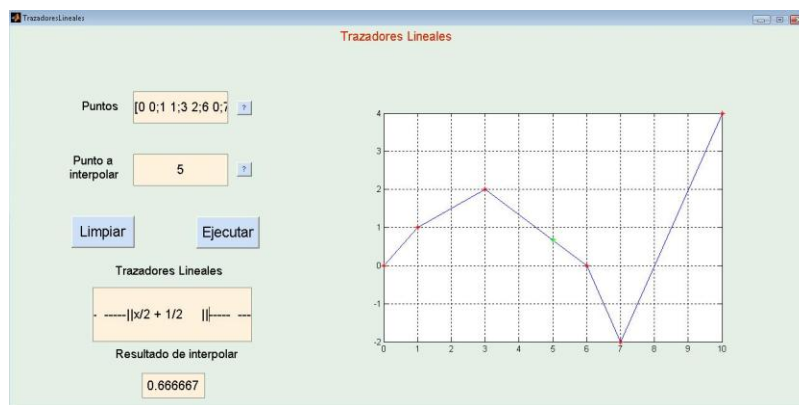 TrazadoresLineales
Trazadores Lineales
Puntos [0 0;1 1;3 2;6 0;7 ?
Punto a
interpolar 5 ?
Limpiar Ejecutar
Trazadores Lineales
- -----||x/2 + 1/2 ||----- ---
Resultado de interpolar
0.666667
4
3
2
1
0
-1
-2
0 1 2 3 4 5 6 7 8 9 10